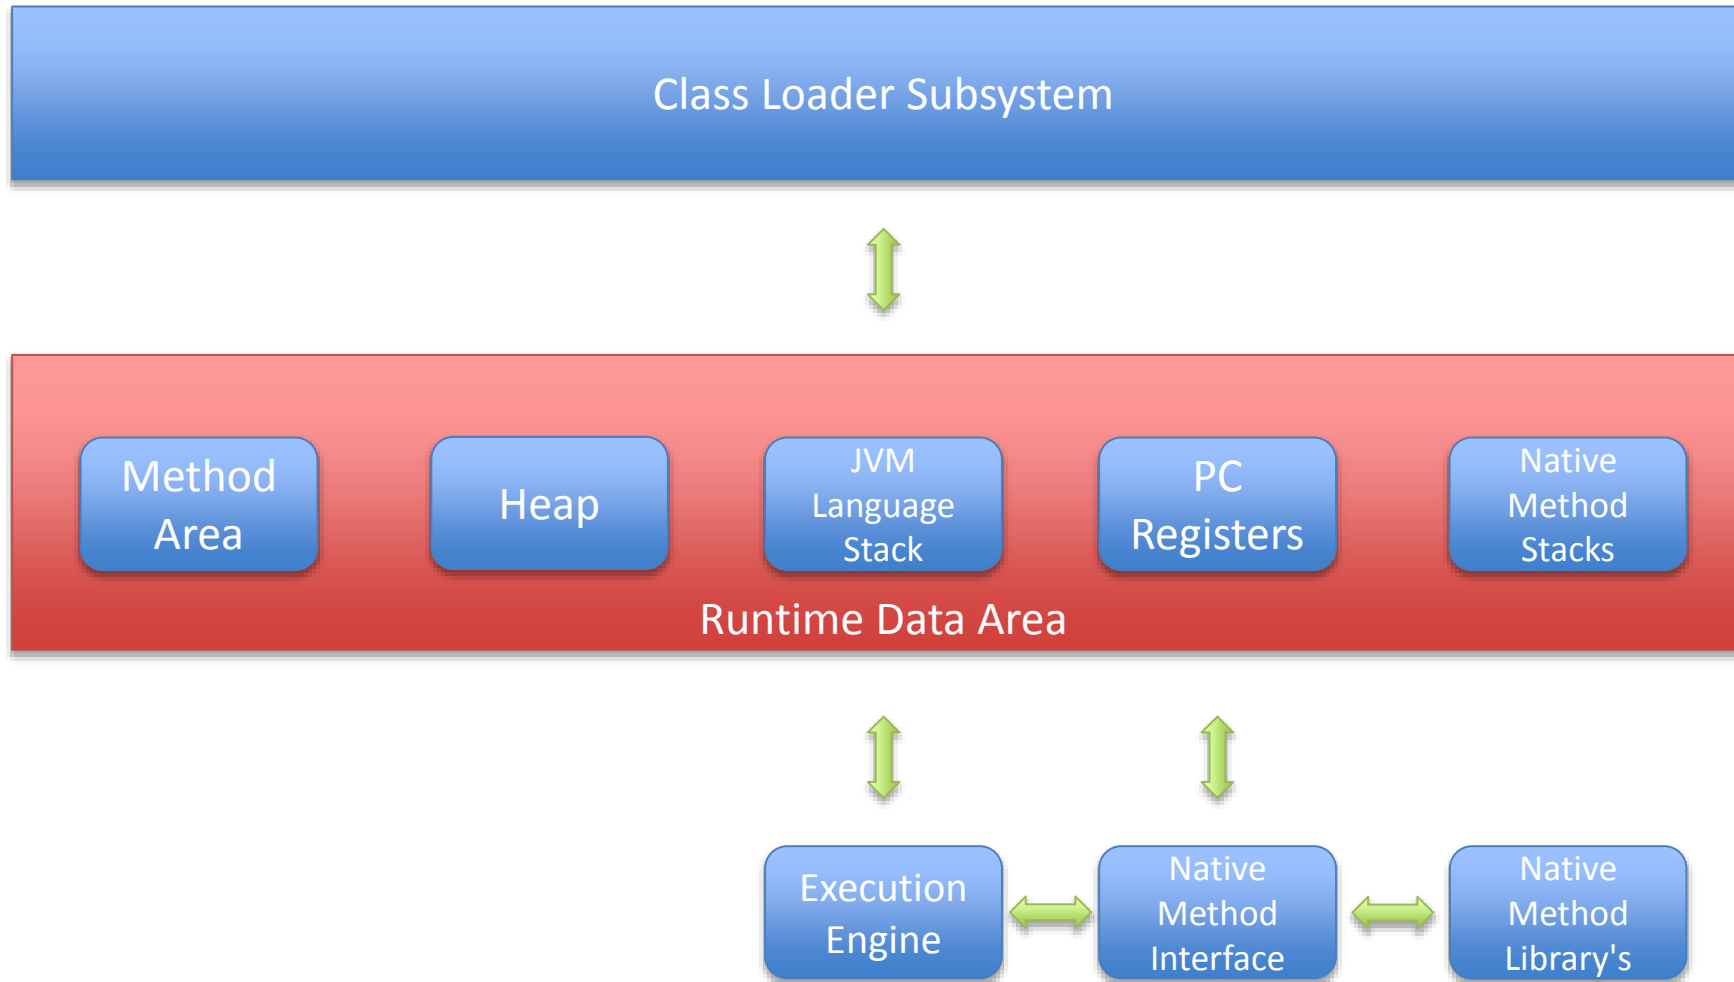 Class Loader Subsystem
Method
Area
Heap
JVM
Language
Stack
PC
Registers
Native
Method
Stacks
Runtime Data Area
Execution
Engine
Native
Method
Interface
Native
Method
Library's